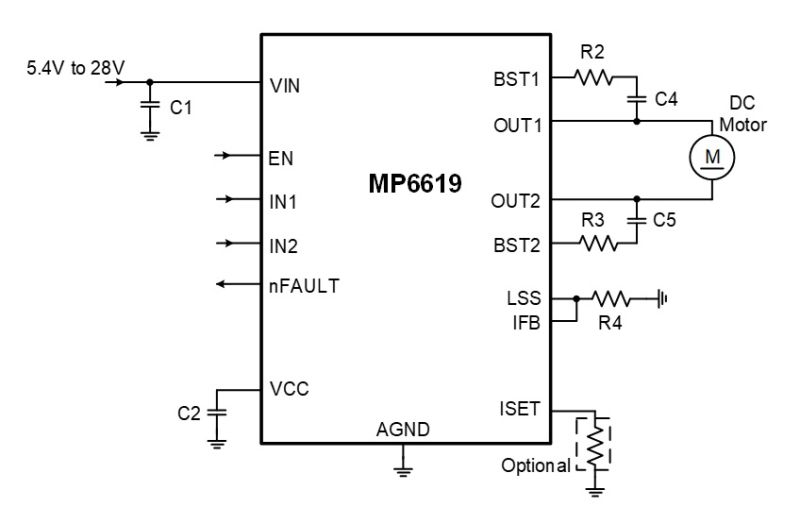 5.4V to 28V
C1
VIN
EN
IN1
IN2
nFAULT
VCC
C2
MP6619
AGND
BST1
R2
C4
OUT1
DC
Motor
M
OUT2
R3
C5
BST2
LSS
IFB
R4
ISET
Optional